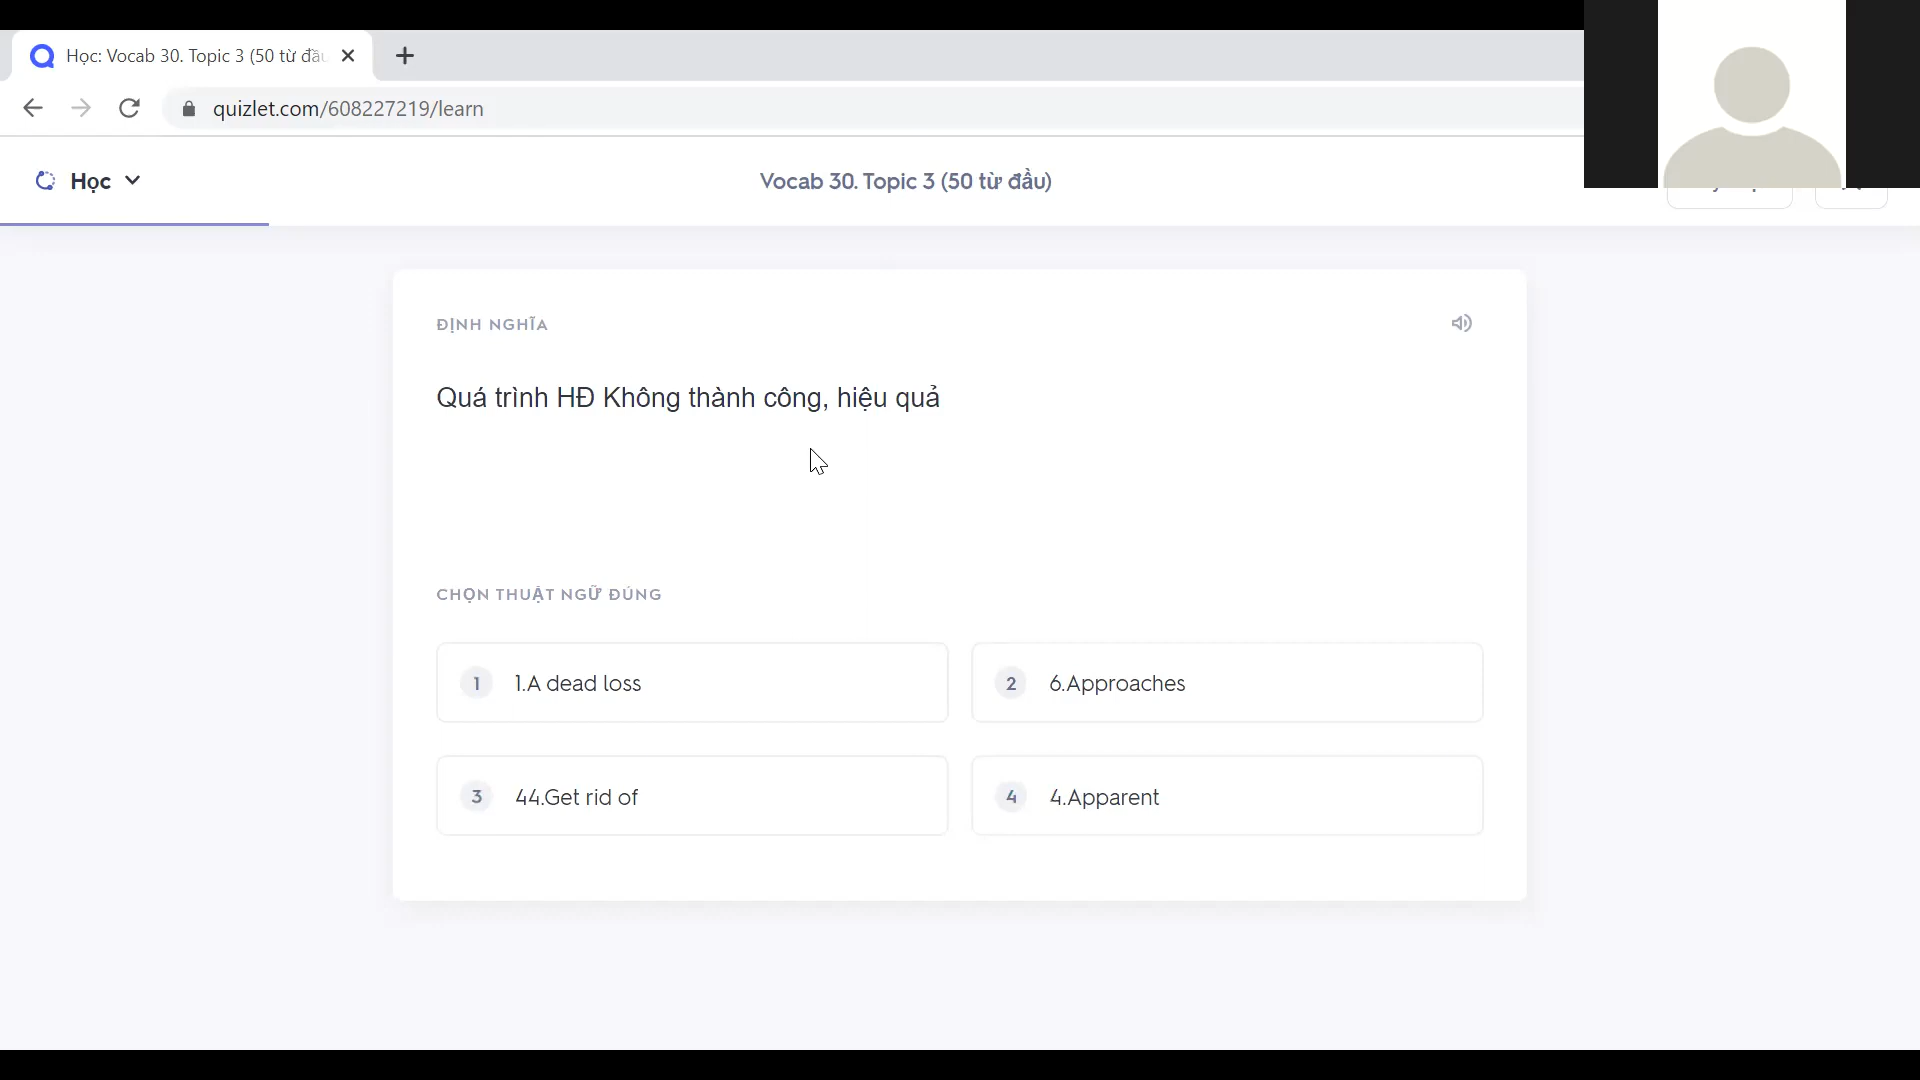 Học: Vocab 30. Topic 3 (50 từ đầu
quizlet.com/608227219/learn
Học
Vocab 30. Topic 3 (50 từ đầu)
ĐỊNH NGHĨA
Quá trình HĐ Không thành công, hiệu quả
CHỌN THUẬT NGỮ ĐÚNG
1 1.A dead loss
2 6.Approaches
3 44.Get rid of
4 4.Apparent